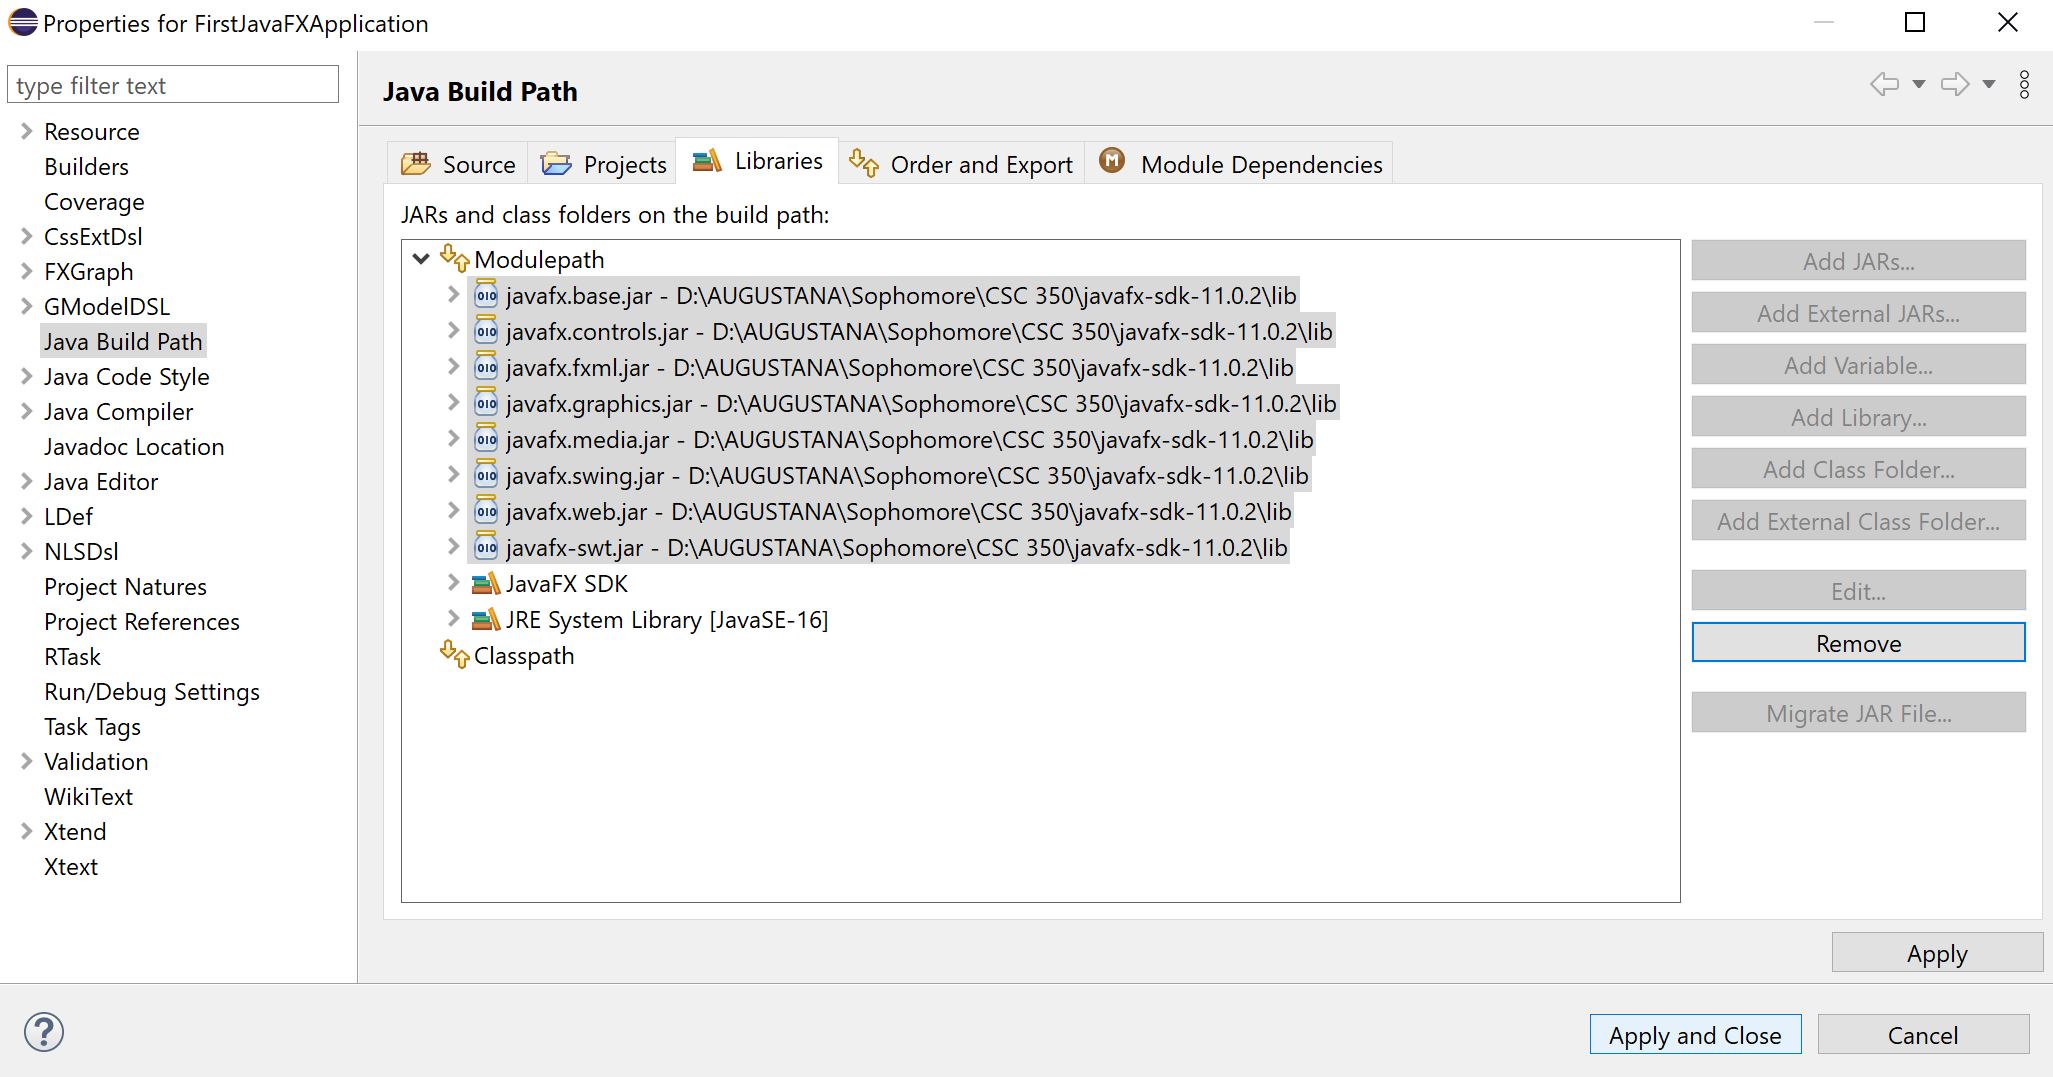 Properties for FirstJavaFXApplication
type filter text
Resource
Builders
Coverage
CssExtDsl
FXGraph
GModelDSL
Java Build Path
Java Code Style
Java Compiler
Javadoc Location
Java Editor
LDef
NLSDsl
Project Natures
Project References
RTask
Run/Debug Settings
Task Tags
Validation
WikiText
Xtend
Xtext
Java Build Path
Source Projects Libraries Order and Export M Module Dependencies
JARs and class folders on the build path:
Modulepath
010 javafx.base.jar - D:\AUGUSTANA\Sophomore\CSC 350\javafx-sdk-11.0.2\lib
010 javafx.controls.jar - D:\AUGUSTANA\Sophomore\CSC 350\javafx-sdk-11.0.2\lib
010 javafx.fxml.jar - D:\AUGUSTANA\Sophomore\CSC 350\javafx-sdk-11.0.2\lib
010 javafx.graphics.jar - D:\AUGUSTANA\Sophomore\CSC 350\javafx-sdk-11.0.2\lib
010 javafx.media.jar - D:\AUGUSTANA\Sophomore\CSC 350\javafx-sdk-11.0.2\lib
010 javafx.swing.jar - D:\AUGUSTANA\Sophomore\CSC 350\javafx-sdk-11.0.2\lib
010 javafx.web.jar - D:\AUGUSTANA\Sophomore\CSC 350\javafx-sdk-11.0.2\lib
010 javafx-swt.jar - D:\AUGUSTANA\Sophomore\CSC 350\javafx-sdk-11.0.2\lib
JavaFX SDK
JRE System Library [JavaSE-16]
Classpath
Add JARs...
Add External JARs...
Add Variable...
Add Library...
Add Class Folder...
Add External Class Folder...
Edit...
Remove
Migrate JAR File...
Apply
?
Apply and Close
Cancel